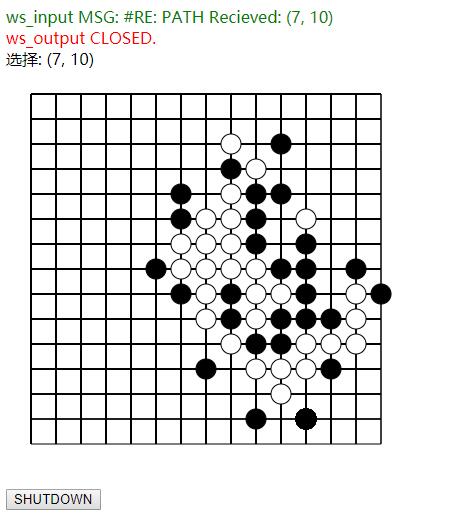 ws_input MSG: #RE: PATH Recieved: (7, 10)
ws_output CLOSED.
选择: (7, 10)
SHUTDOWN